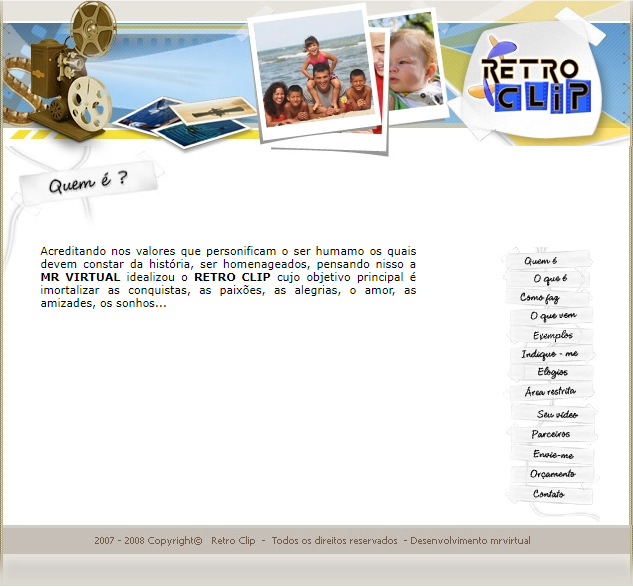 RETRO
CLiP
Quem é ?
Acreditando nos valores que personificam o ser humamo os quais
devem constar da história, ser homenageados, pensando nisso a
MR VIRTUAL idealizou o RETRO CLIP cujo objetivo principal é
imortalizar as conquistas, as paixões, as alegrias, o amor, as
amizades, os sonhos...
Quem é
O que é
Como faz
O que vem
Exemplos
Indique - me
Elogios
Área restrita
Seu vídeo
Parceiros
Envie-me
Orçamento
Contato
2007 - 2008 Copyright© Retro Clip - Todos os direitos reservados - Desenvolvimento mrvirtual